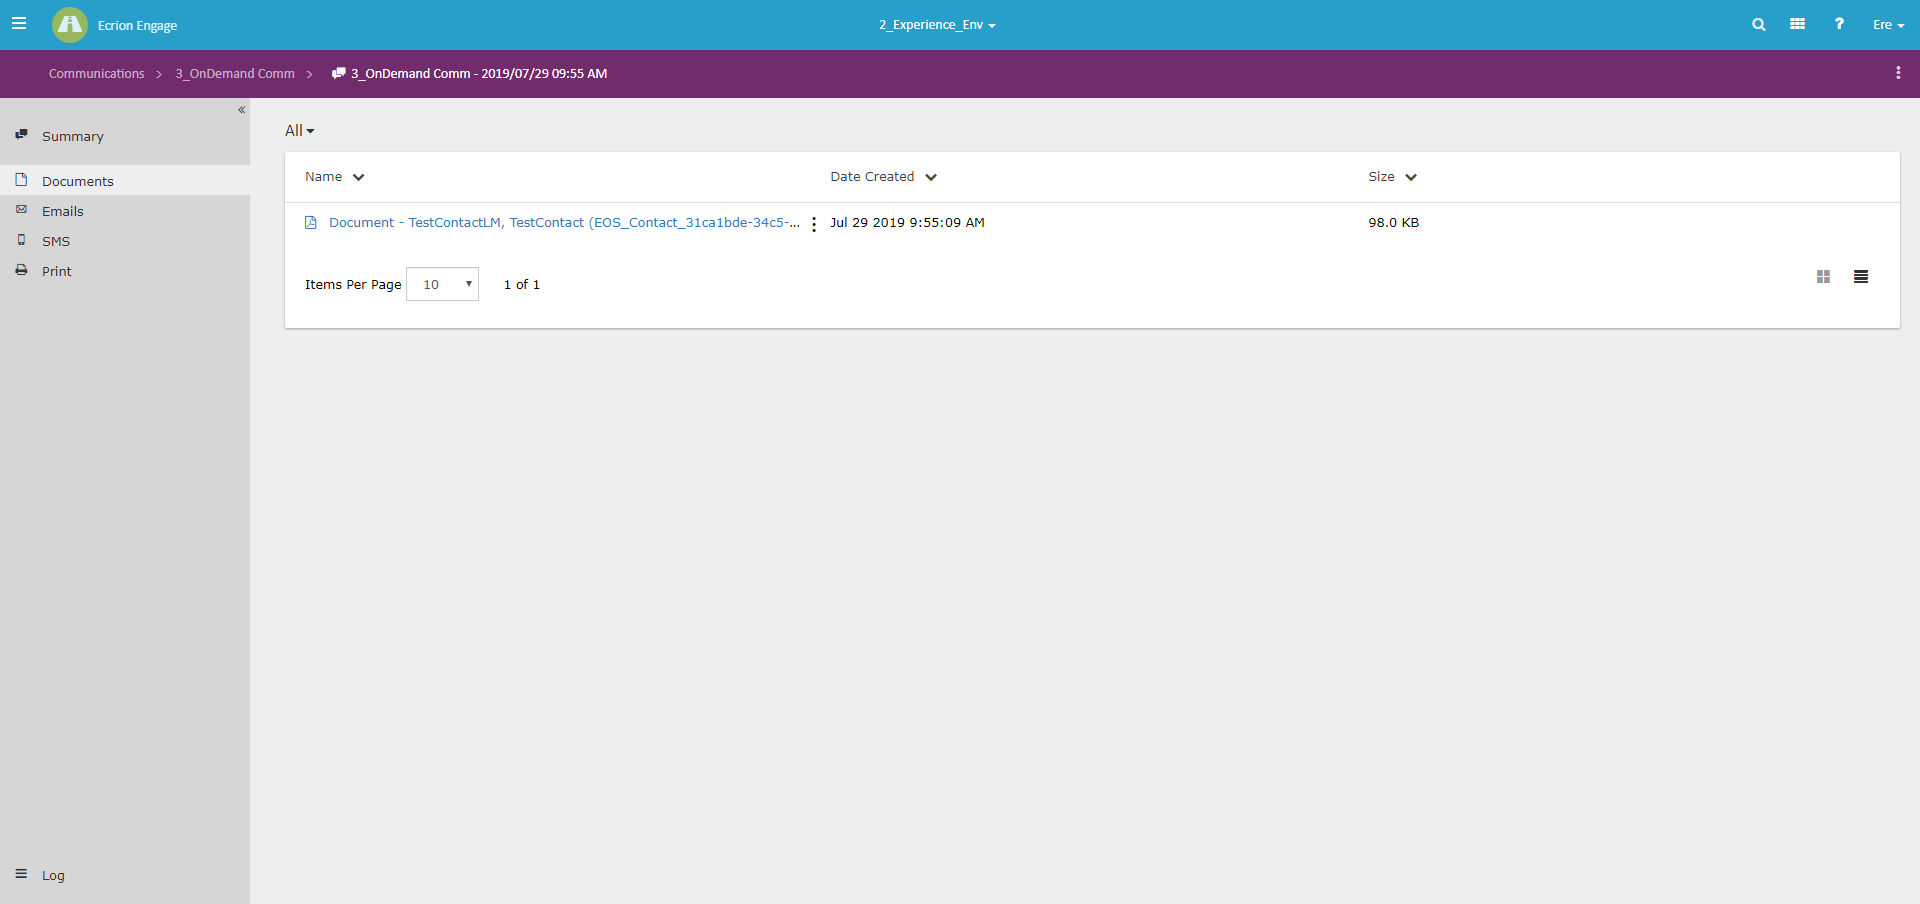 Ecrion Engage
2_Experience_Env
?
Ere
Communications > 3_OnDemand Comm > 3_OnDemand Comm - 2019/07/29 09:55 AM
«
Summary
Documents
Emails
SMS
Print
Log
All
Name Date Created Size
Document - TestContactLM, TestContact (EOS_Contact_31ca1bde-34c5-... Jul 29 2019 9:55:09 AM 98.0 KB
Items Per Page 10 1 of 1